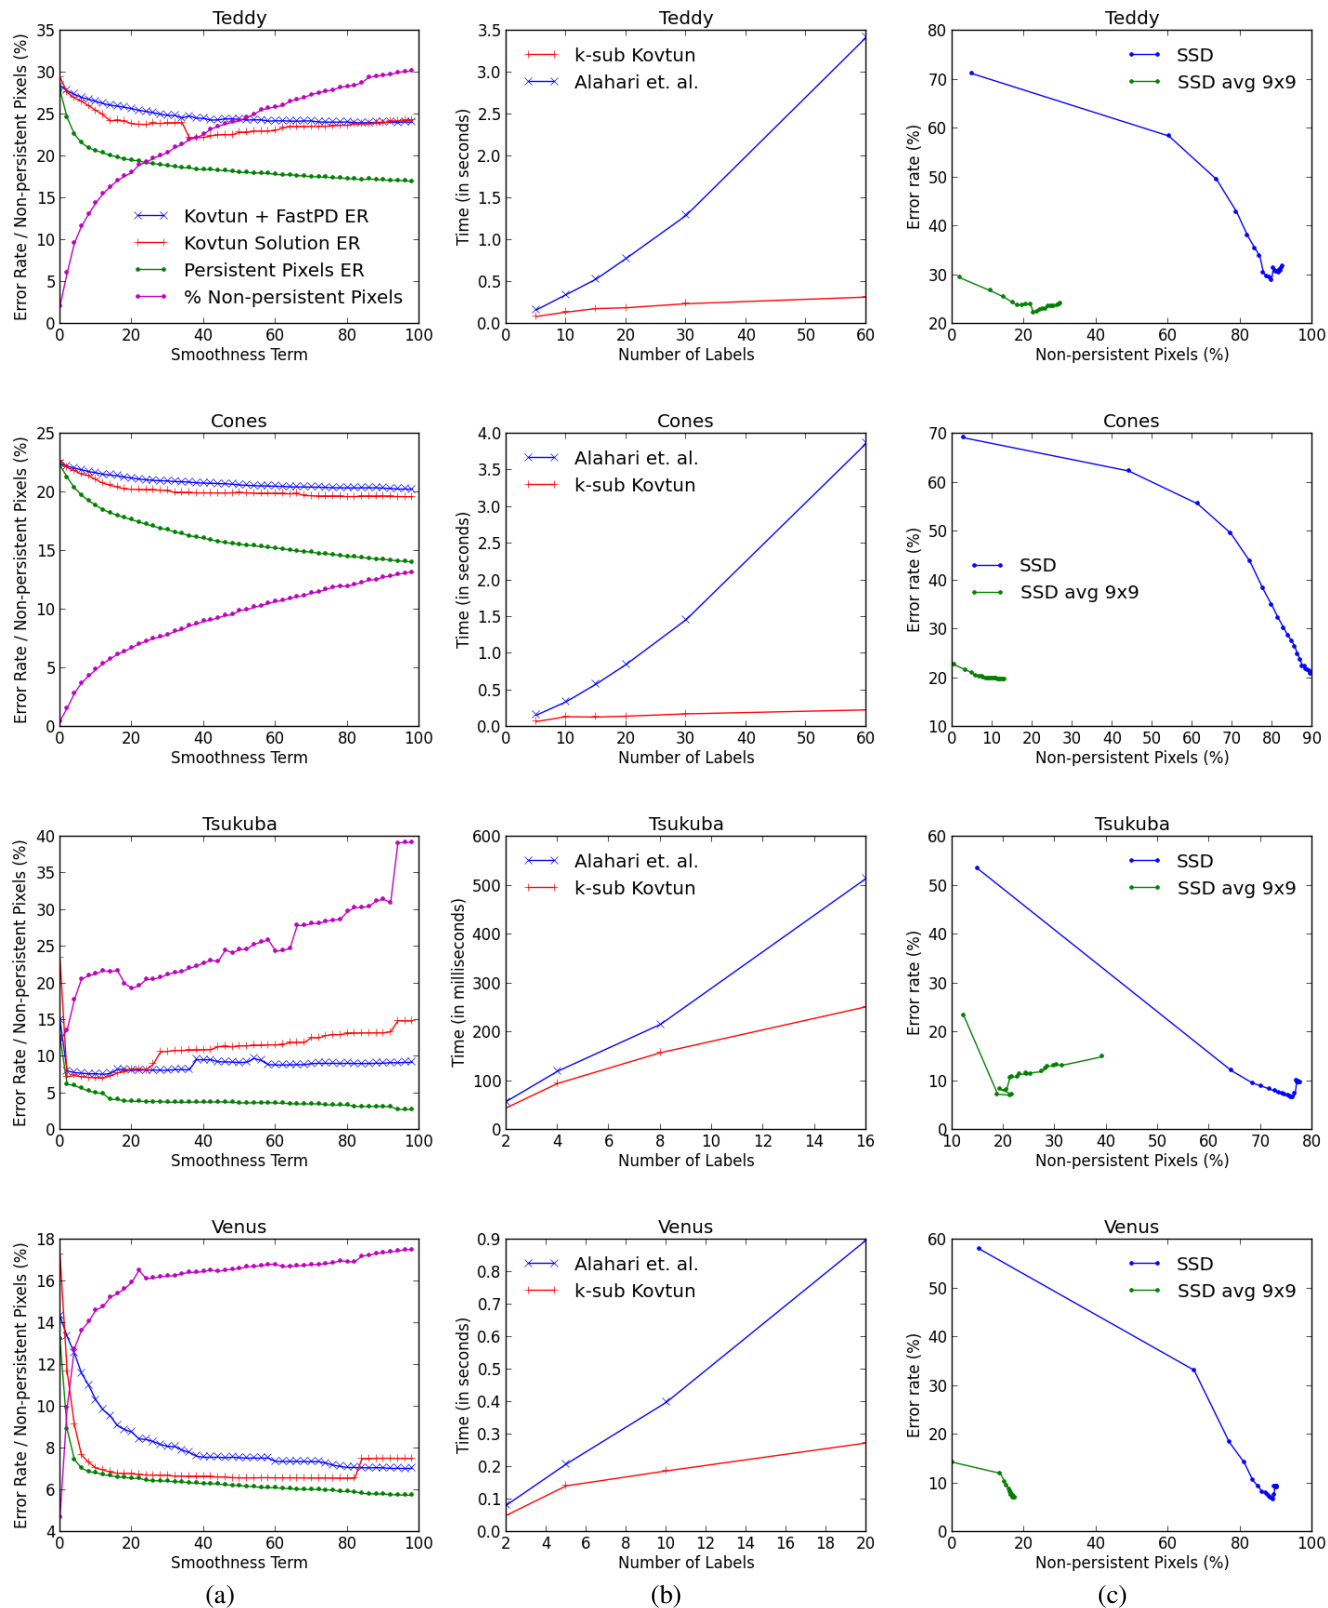 Teddy
Error Rate / Non-persistent Pixels (%)
35
30
25
20
15
10
5
0
Kovtun + FastPD ER
Kovtun Solution ER
Persistent Pixels ER
% Non-persistent Pixels
0 20 40 60 80 100
Smoothness Term
Teddy
Time (in seconds)
3.5
3.0
2.5
2.0
1.5
1.0
0.5
0.0
k-sub Kovtun
Alahari et. al.
0 10 20 30 40 50 60
Number of Labels
Teddy
Error rate (%)
80
70
60
50
40
30
20
SSD
SSD avg 9x9
0 20 40 60 80 100
Non-persistent Pixels (%)
Cones
Error Rate / Non-persistent Pixels (%)
25
20
15
10
5
0
0 20 40 60 80 100
Smoothness Term
Cones
Time (in seconds)
4.0
3.5
3.0
2.5
2.0
1.5
1.0
0.5
0.0
Alahari et. al.
k-sub Kovtun
0 10 20 30 40 50 60
Number of Labels
Cones
Error rate (%)
70
60
50
40
30
20
10
SSD
SSD avg 9x9
0 10 20 30 40 50 60 70 80 90
Non-persistent Pixels (%)
Tsukuba
Error Rate / Non-persistent Pixels (%)
40
35
30
25
20
15
10
5
0
0 20 40 60 80 100
Smoothness Term
Tsukuba
Time (in milliseconds)
600
500
400
300
200
100
0
Alahari et. al.
k-sub Kovtun
2 4 6 8 10 12 14 16
Number of Labels
Tsukuba
Error rate (%)
60
50
40
30
20
10
0
SSD
SSD avg 9x9
10 20 30 40 50 60 70 80
Non-persistent Pixels (%)
Venus
Error Rate / Non-persistent Pixels (%)
18
16
14
12
10
8
6
4
0 20 40 60 80 100
Smoothness Term
Venus
Time (in seconds)
0.9
0.8
0.7
0.6
0.5
0.4
0.3
0.2
0.1
0.0
Alahari et. al.
k-sub Kovtun
2 4 6 8 10 12 14 16 18 20
Number of Labels
Venus
Error rate (%)
60
50
40
30
20
10
0
SSD
SSD avg 9x9
0 20 40 60 80 100
Non-persistent Pixels (%)
(a) (b) (c)